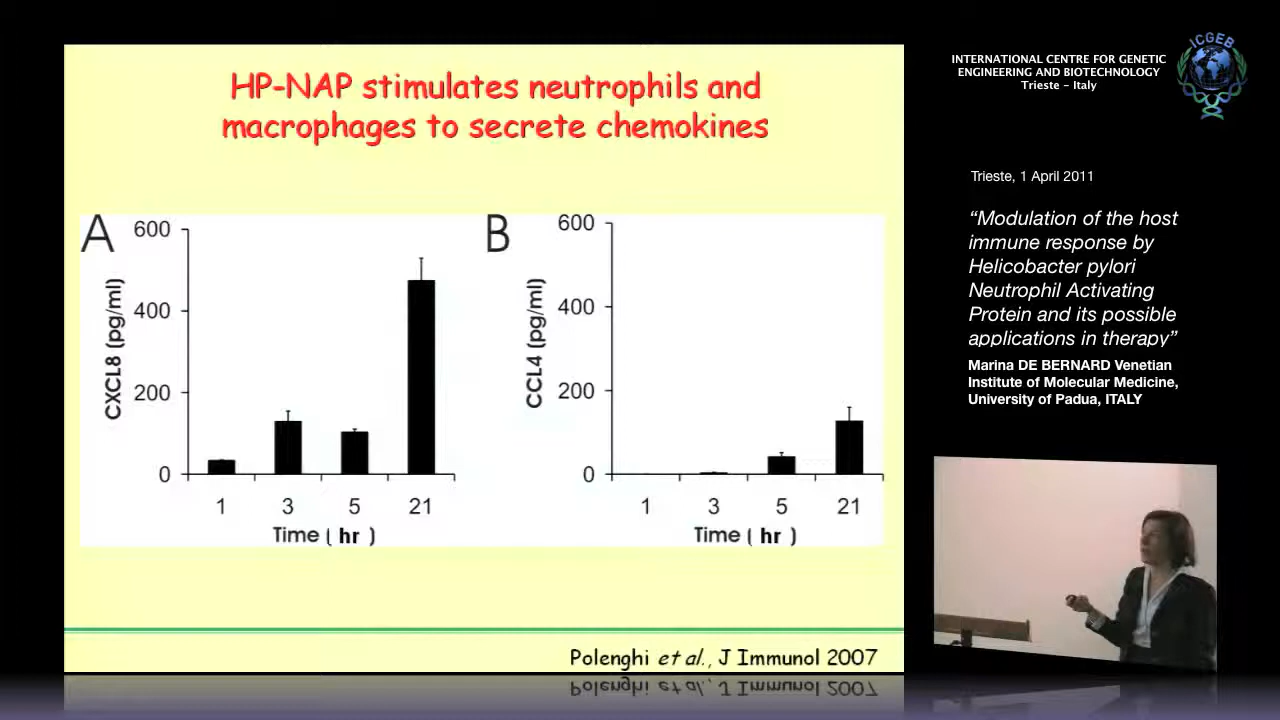 HP-NAP stimulates neutrophils and
macrophages to secrete chemokines
A
CXCL8 (pg/ml)
600
400
200
0
1 3 5 21
Time ( hr )
B
CCL4 (pg/ml)
600
400
200
0
1 3 5 21
Time ( hr )
Polenghi et al., J Immunol 2007
INTERNATIONAL CENTRE FOR GENETIC
ENGINEERING AND BIOTECHNOLOGY
Trieste - Italy
ICGEB
Trieste, 1 April 2011
“Modulation of the host
immune response by
Helicobacter pylori
Neutrophil Activating
Protein and its possible
applications in therapy”
Marina DE BERNARD Venetian
Institute of Molecular Medicine,
University of Padua, ITALY